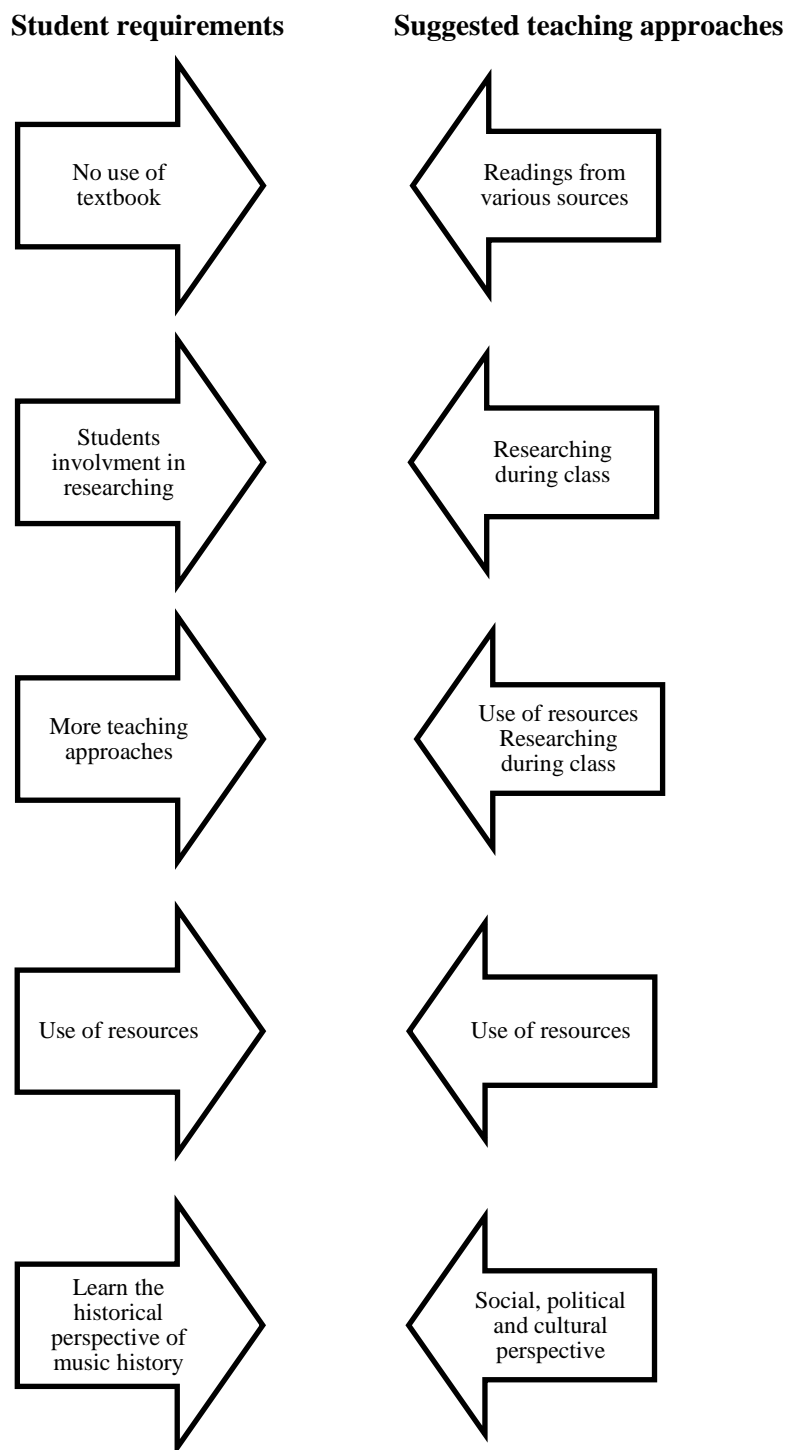 Student requirements
Suggested teaching approaches
No use of
textbook
Readings from
various sources
Students
involvment in
researching
Researching
during class
More teaching
approaches
Use of resources
Researching
during class
Use of resources
Use of resources
Learn the
historical
perspective of
music history
Social, political
and cultural
perspective